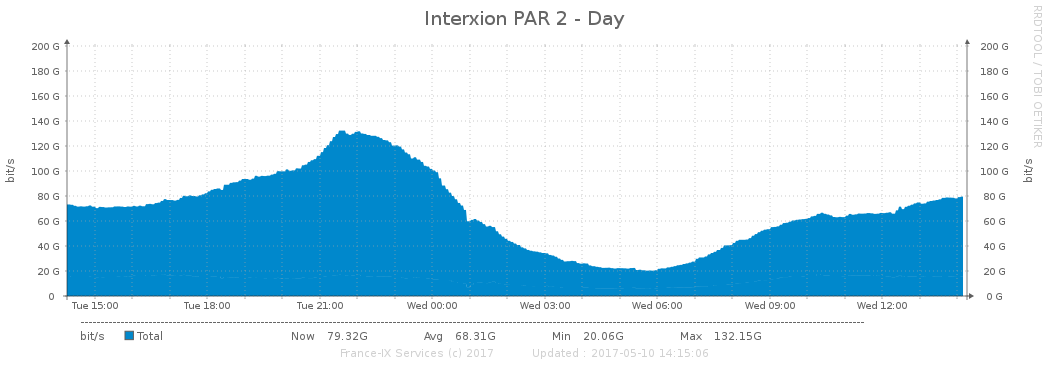 Interxion PAR 2 - Day
RRDTOOL / TOBI OETIKER
bit/s
bit/s
200 G 200 G
180 G 180 G
160 G 160 G
140 G 140 G
120 G 120 G
100 G 100 G
80 G 80 G
60 G 60 G
40 G 40 G
20 G 20 G
0 0 G
Tue 15:00 Tue 18:00 Tue 21:00 Wed 00:00 Wed 03:00 Wed 06:00 Wed 09:00 Wed 12:00
bit/s Total Now 79.32G Avg 68.31G Min 20.06G Max 132.15G
France-IX Services (c) 2017 Updated : 2017-05-10 14:15:06